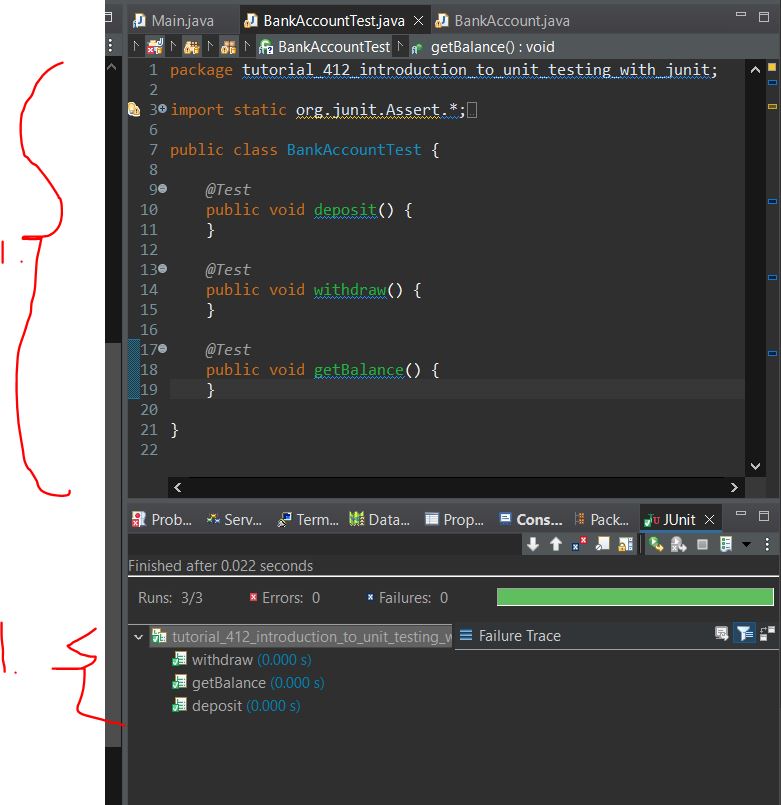 Main.java BankAccountTest.java BankAccount.java
BankAccountTest getBalance() : void
1 package tutorial_412_introduction_to_unit_testing_with_junit;
2
3 import static org.junit.Assert.*;
6
7 public class BankAccountTest {
8
9 @Test
10 public void deposit() {
11 }
12
13 @Test
14 public void withdraw() {
15 }
16
17 @Test
18 public void getBalance() {
19 }
20
21 }
22
1.
Prob... Serv... Term... Data... Prop... Cons... Pack... JUnit
Finished after 0.022 seconds
Runs: 3/3 Errors: 0 Failures: 0
tutorial_412_introduction_to_unit_testing_w Failure Trace
withdraw (0.000 s)
getBalance (0.000 s)
deposit (0.000 s)
1.